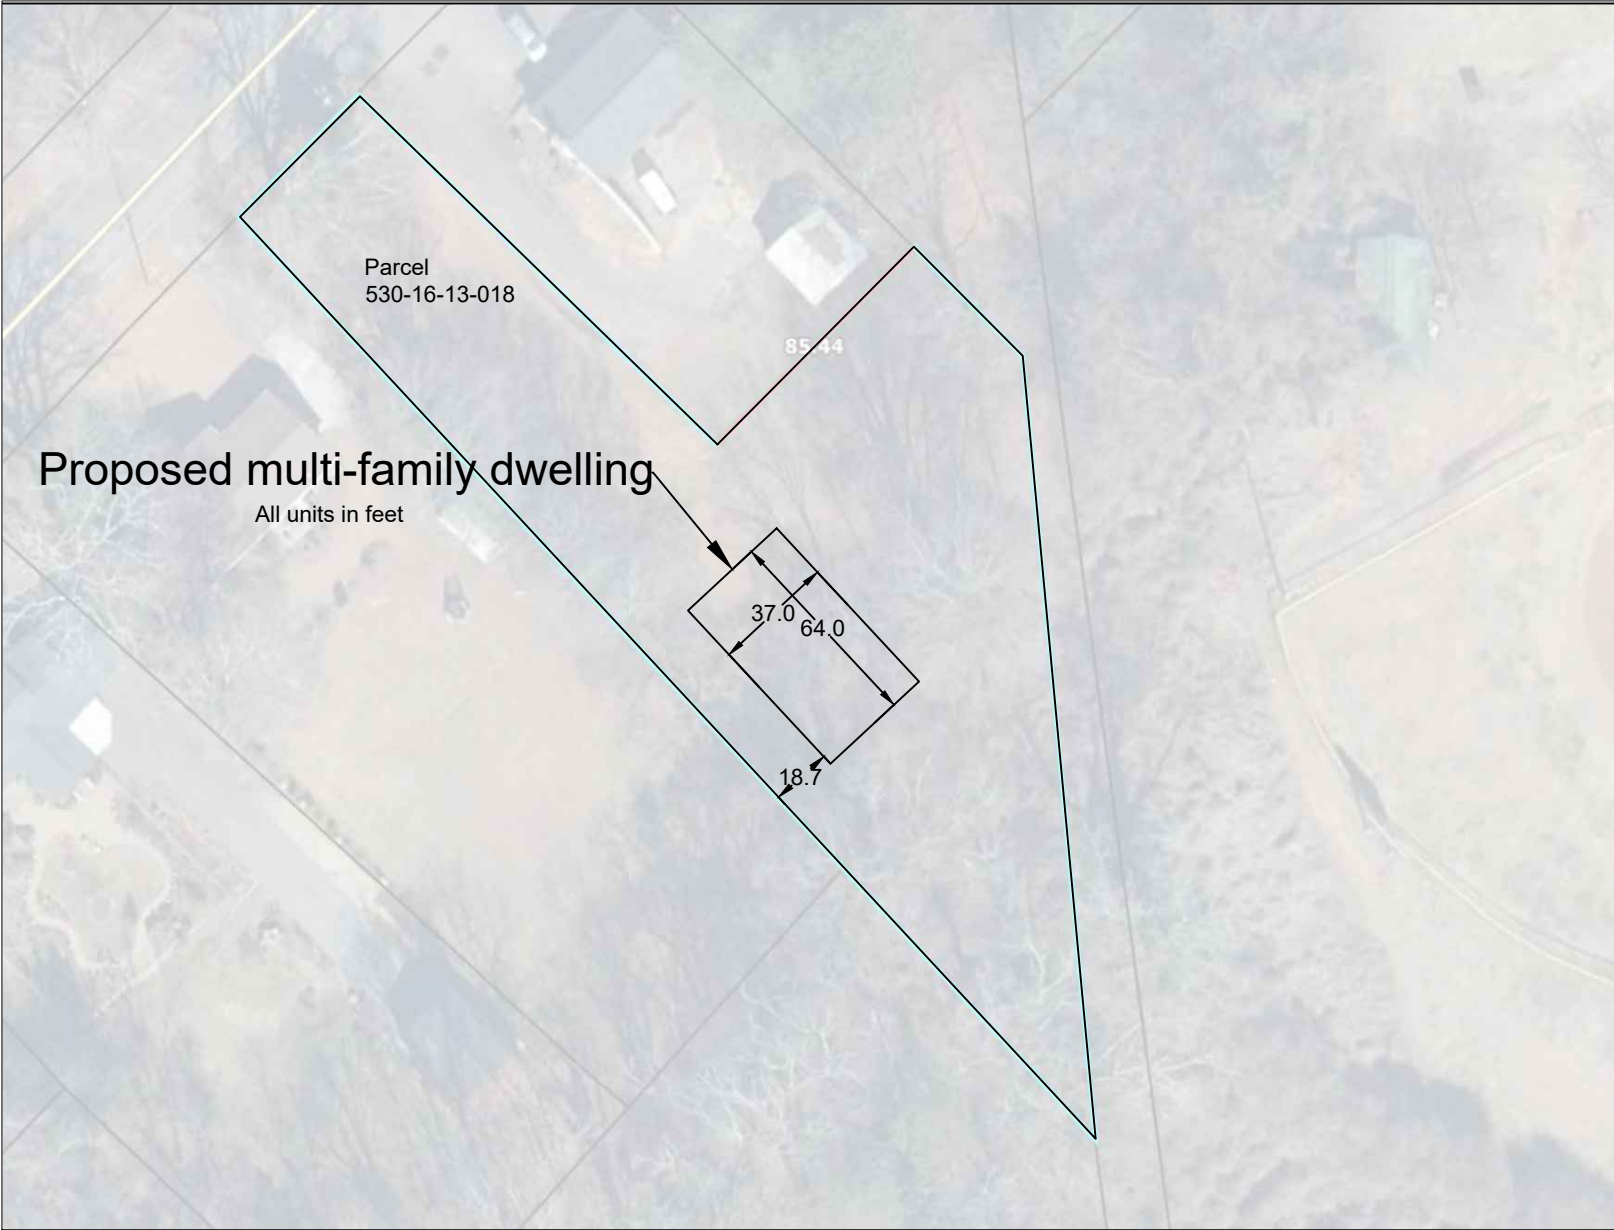 Parcel
530-16-13-018
85.44
Proposed multi-family dwelling
All units in feet
37.0
64.0
18.7